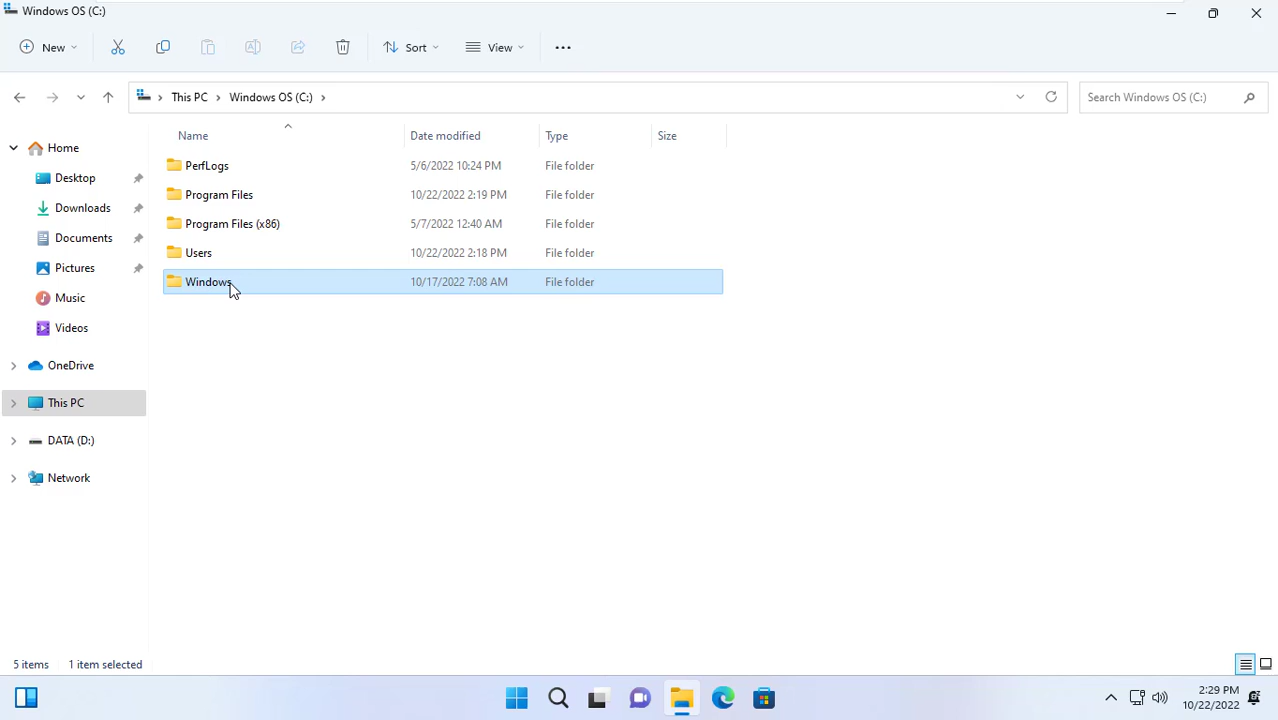 Windows OS (C:)
New
Sort
View
This PC
Windows OS (C:)
Search Windows OS (C:)
Home
Desktop
Downloads
Documents
Pictures
Music
Videos
OneDrive
This PC
DATA (D:)
Network
Name Date modified Type Size
PerfLogs 5/6/2022 10:24 PM File folder
Program Files 10/22/2022 2:19 PM File folder
Program Files (x86) 5/7/2022 12:40 AM File folder
Users 10/22/2022 2:18 PM File folder
Windows 10/17/2022 7:08 AM File folder
5 items 1 item selected
2:29 PM
10/22/2022